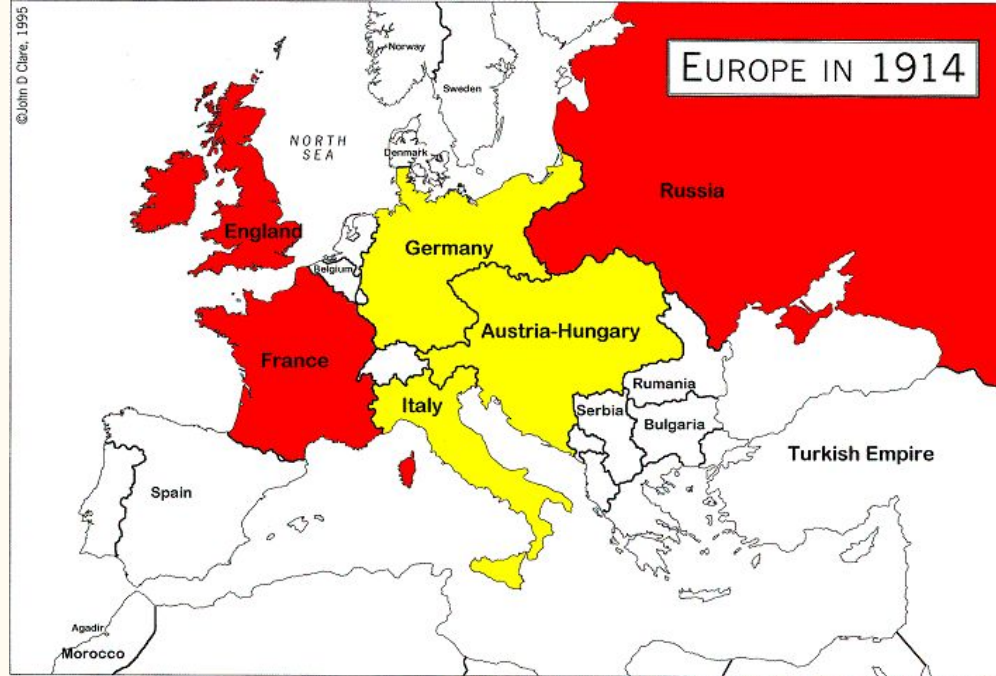 ©John D Clare, 1995
EUROPE IN 1914
Norway
Sweden
NORTH
SEA
Denmark
Russia
England
Germany
Belgium
Austria-Hungary
France
Rumania
Italy
Serbia
Bulgaria
Turkish Empire
Spain
Agadir
Morocco